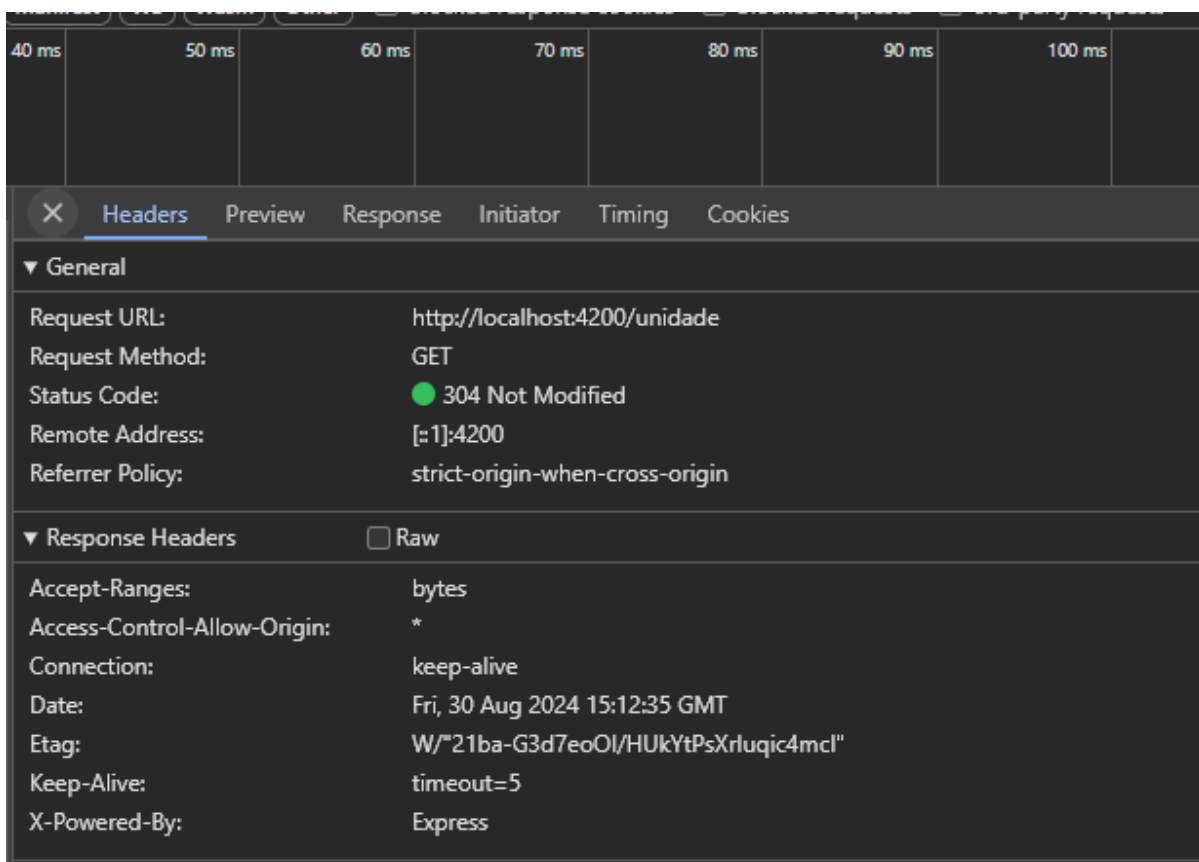 40 ms 50 ms 60 ms 70 ms 80 ms 90 ms 100 ms
Headers Preview Response Initiator Timing Cookies
▼ General
Request URL: http://localhost:4200/unidade
Request Method: GET
Status Code: 304 Not Modified
Remote Address: [::1]:4200
Referrer Policy: strict-origin-when-cross-origin
▼ Response Headers Raw
Accept-Ranges: bytes
Access-Control-Allow-Origin: *
Connection: keep-alive
Date: Fri, 30 Aug 2024 15:12:35 GMT
Etag: W/"21ba-G3d7eoOI/HUkYtPsXrIuqic4mcI"
Keep-Alive: timeout=5
X-Powered-By: Express